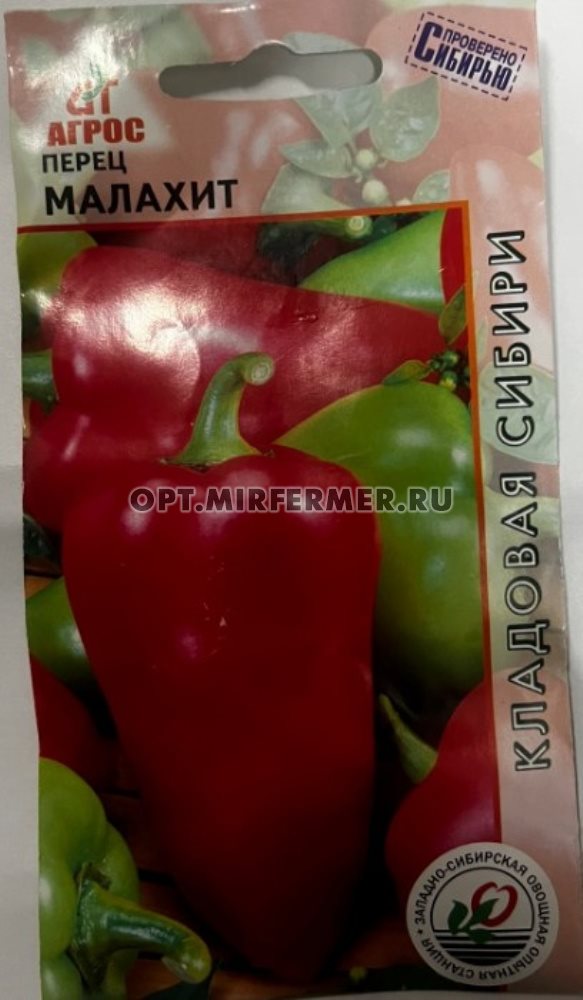 ПРОВЕРЕНО
СИБИРЬЮ
АГРОС
ПЕРЕЦ
МАЛАХИТ
КЛАДОВАЯ СИБИРИ
OPT.MIRFERMER.RU
ЗАПАДНО-СИБИРСКАЯ ОВОЩНАЯ ОПЫТНАЯ СТАНЦИЯ